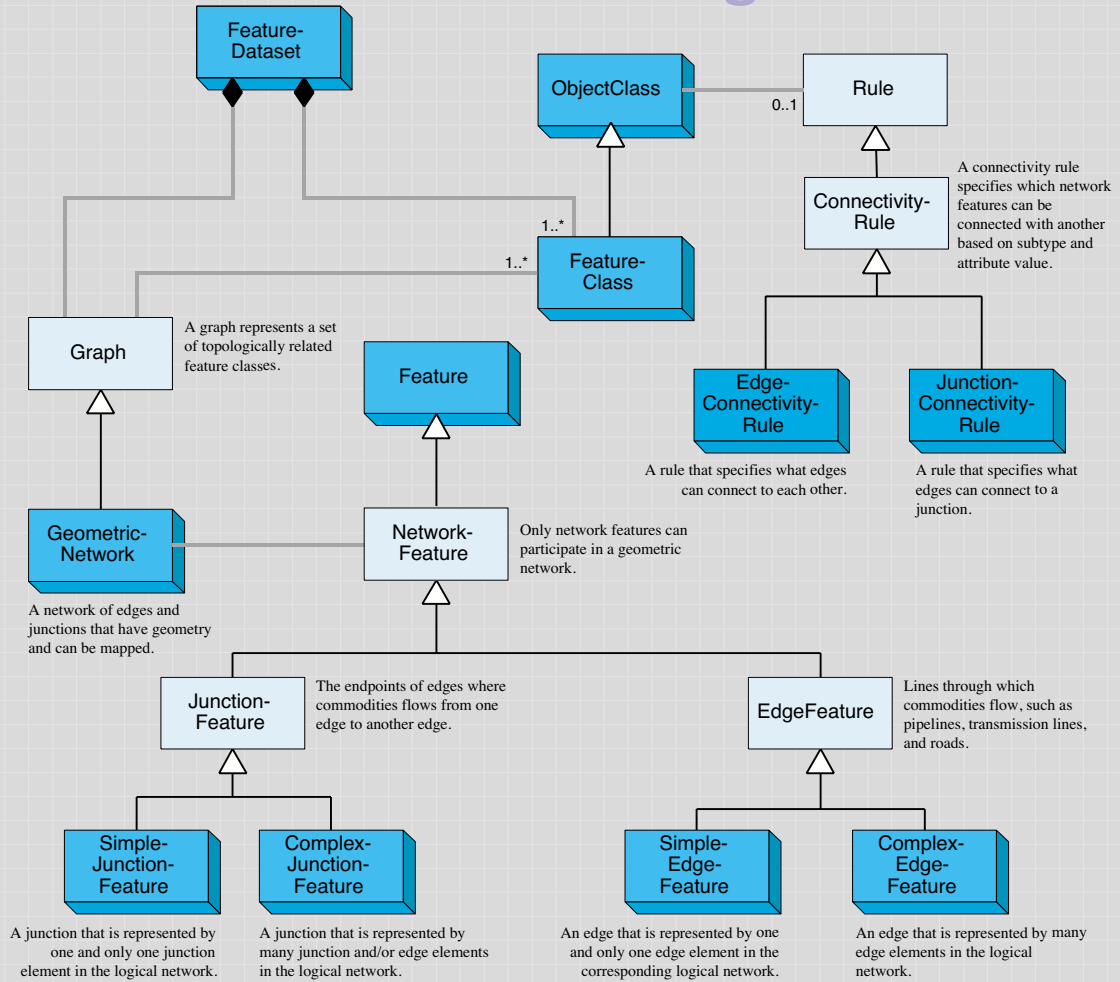 Feature-
Dataset
ObjectClass
0..1
Rule
A connectivity rule
specifies which network
features can be
connected with another
based on subtype and
attribute value.
Connectivity-
Rule
1..*
1..*
Feature-
Class
Graph
A graph represents a set
of topologically related
feature classes.
Feature
Edge-
Connectivity-
Rule
Junction-
Connectivity-
Rule
A rule that specifies what edges
can connect to each other.
A rule that specifies what
edges can connect to a
junction.
Geometric-
Network
Network-
Feature
Only network features can
participate in a geometric
network.
A network of edges and
junctions that have geometry
and can be mapped.
Junction-
Feature
The endpoints of edges where
commodities flows from one
edge to another edge.
EdgeFeature
Lines through which
commodities flow, such as
pipelines, transmission lines,
and roads.
Simple-
Junction-
Feature
Complex-
Junction-
Feature
Simple-
Edge-
Feature
Complex-
Edge-
Feature
A junction that is represented by
one and only one junction
element in the logical network.
A junction that is represented by
many junction and/or edge elements
in the logical network.
An edge that is represented by one
and only one edge element in the
corresponding logical network.
An edge that is represented by many
edge elements in the logical
network.